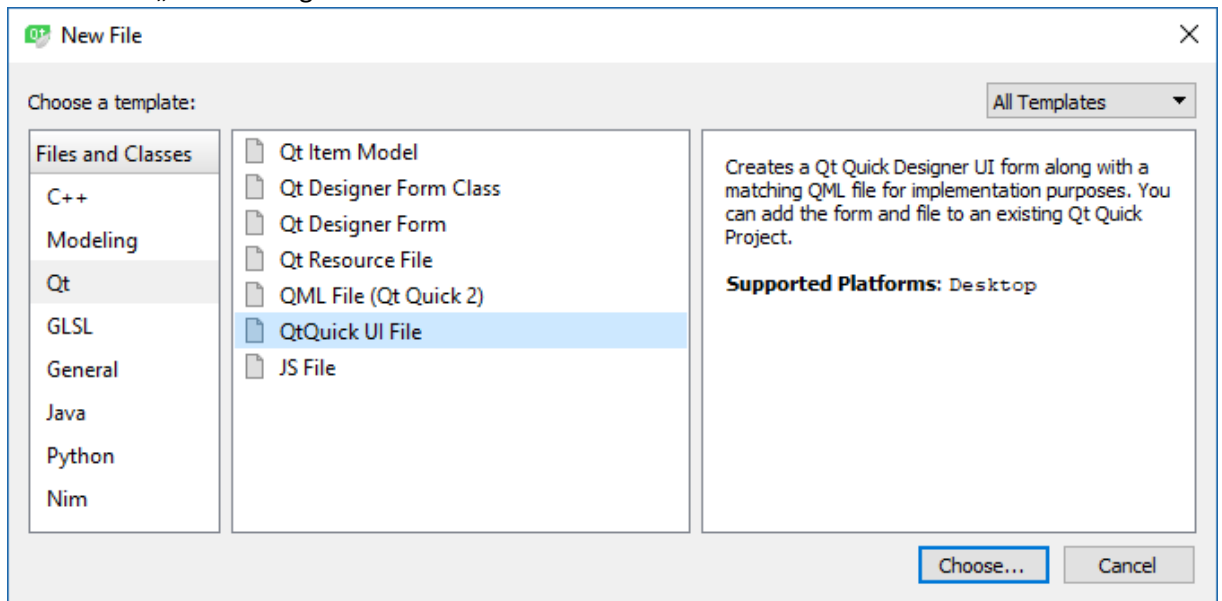 New File
Choose a template:
All Templates
Files and Classes
C++
Modeling
Qt
GLSL
General
Java
Python
Nim
Qt Item Model
Qt Designer Form Class
Qt Designer Form
Qt Resource File
QML File (Qt Quick 2)
QtQuick UI File
JS File
Creates a Qt Quick Designer UI form along with a
matching QML file for implementation purposes. You
can add the form and file to an existing Qt Quick
Project.
Supported Platforms: Desktop
Choose...
Cancel